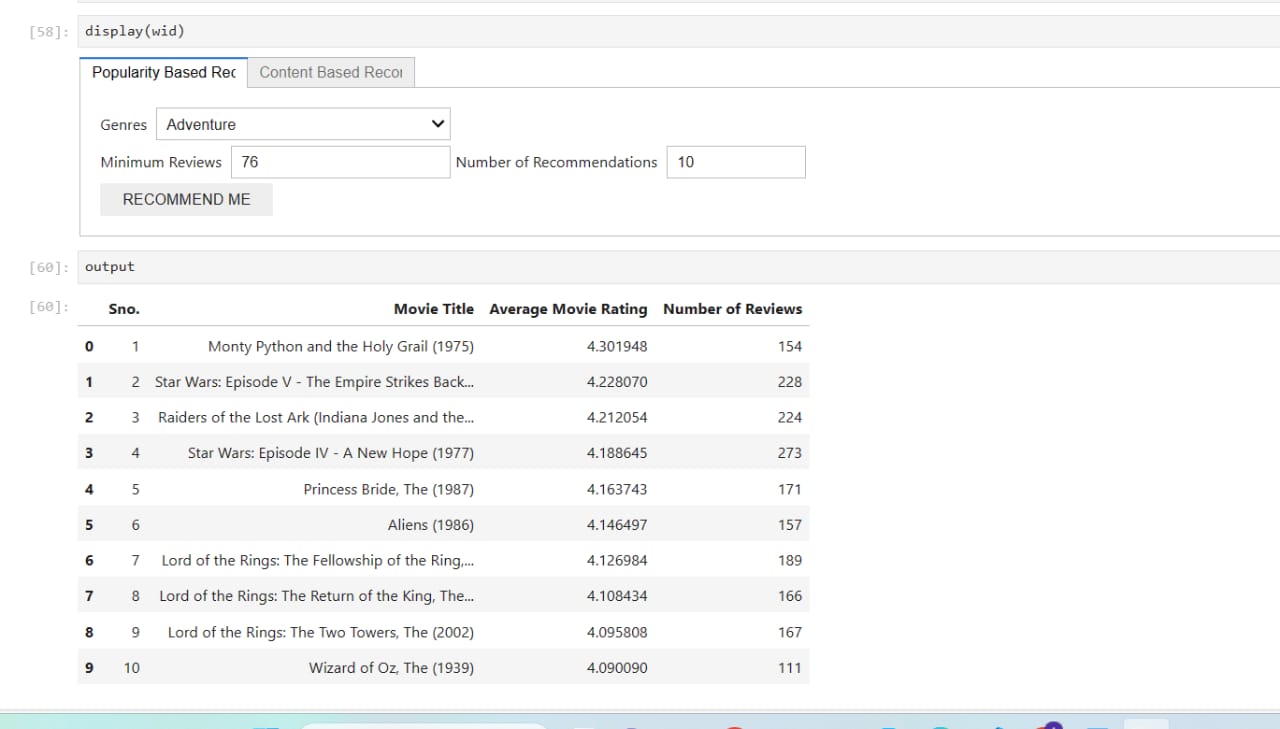 [58]: display(wid)
Popularity Based Rec Content Based Recor
Genres Adventure
Minimum Reviews 76 Number of Recommendations 10
RECOMMEND ME
[60]: output
[60]: Sno. Movie Title Average Movie Rating Number of Reviews
0 1 Monty Python and the Holy Grail (1975) 4.301948 154
1 2 Star Wars: Episode V - The Empire Strikes Back... 4.228070 228
2 3 Raiders of the Lost Ark (Indiana Jones and the... 4.212054 224
3 4 Star Wars: Episode IV - A New Hope (1977) 4.188645 273
4 5 Princess Bride, The (1987) 4.163743 171
5 6 Aliens (1986) 4.146497 157
6 7 Lord of the Rings: The Fellowship of the Ring,... 4.126984 189
7 8 Lord of the Rings: The Return of the King, The... 4.108434 166
8 9 Lord of the Rings: The Two Towers, The (2002) 4.095808 167
9 10 Wizard of Oz, The (1939) 4.090090 111